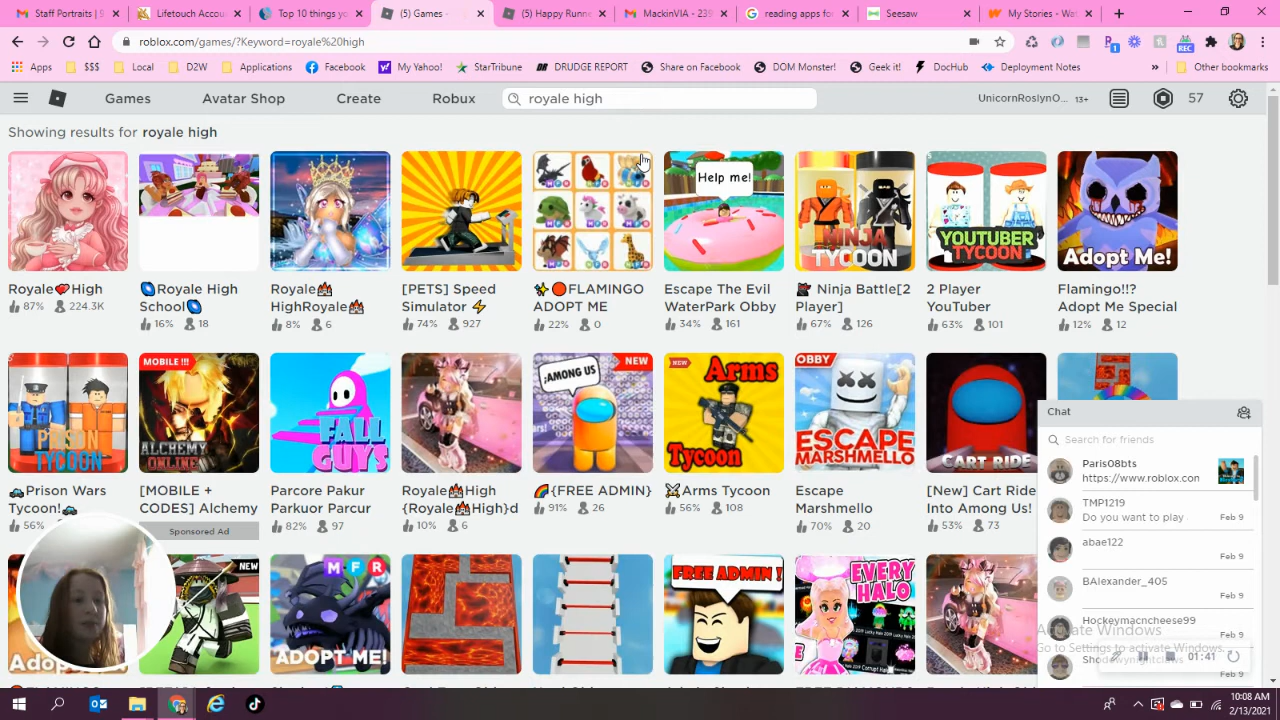 Staff Portraits | 9
Lifetouch Accou
Top 10 things yo
(5) Games -
(5) Happy Runne
MackinVIA - 239
reading apps fo
Seesaw
My Stories - Wat
roblox.com/games/?Keyword=royale%20high
REC
Apps
$$$
Local
D2W
Applications
Facebook
My Yahoo!
StarTribune
DRUDGE REPORT
Share on Facebook
DOM Monster!
Geek it!
DocHub
Deployment Notes
»
Other bookmarks
Games
Avatar Shop
Create
Robux
royale high
UnicornRoslynO... 13+
57
Showing results for royale high
Help me!
NINJA TYCOON
YOUTUBER TYCOON
Adopt Me!
Royale💋High
87% 224.3K
🌀Royale High School🌀
16% 18
Royale🏰 HighRoyale🏰
8% 6
[PETS] Speed Simulator ⚡
74% 927
✨🔴FLAMINGO ADOPT ME
22% 0
Escape The Evil WaterPark Obby
34% 161
Ninja Battle[2 Player]
67% 126
2 Player YouTuber
63% 101
Flamingo!!? Adopt Me Special
12% 12
PRISON TYCOON
MOBILE !!!
ALCHEMY ONLINE
FALL GUYS
¡AMONG US
NEW
NEW
Arms Tycoon
OBBY
ESCAPE MARSHMELLO
CART RIDE
🚓Prison Wars Tycoon!🚓
56%
[MOBILE + CODES] Alchemy
Sponsored Ad
Parcore Pakur Parkuor Parcur
82% 97
Royale🏰High {Royale🏰High}d
10% 6
🌈{FREE ADMIN}
91% 26
⚔️Arms Tycoon
56% 108
Escape Marshmello
70% 20
[New] Cart Ride Into Among Us!
53% 73
Chat
Search for friends
Paris08bts
https://www.roblox.con
TMP1219
Do you want to play
Feb 9
abae122
Feb 9
BAlexander_405
Feb 9
Hockeymacncheese99
Feb 9
Feb 9
Activate Windows
Go to Settings to activate Windows.
01:41
NEW
M F R
ADOPT ME!
FREE ADMIN !
EVERY HALO
10:08 AM
2/13/2021